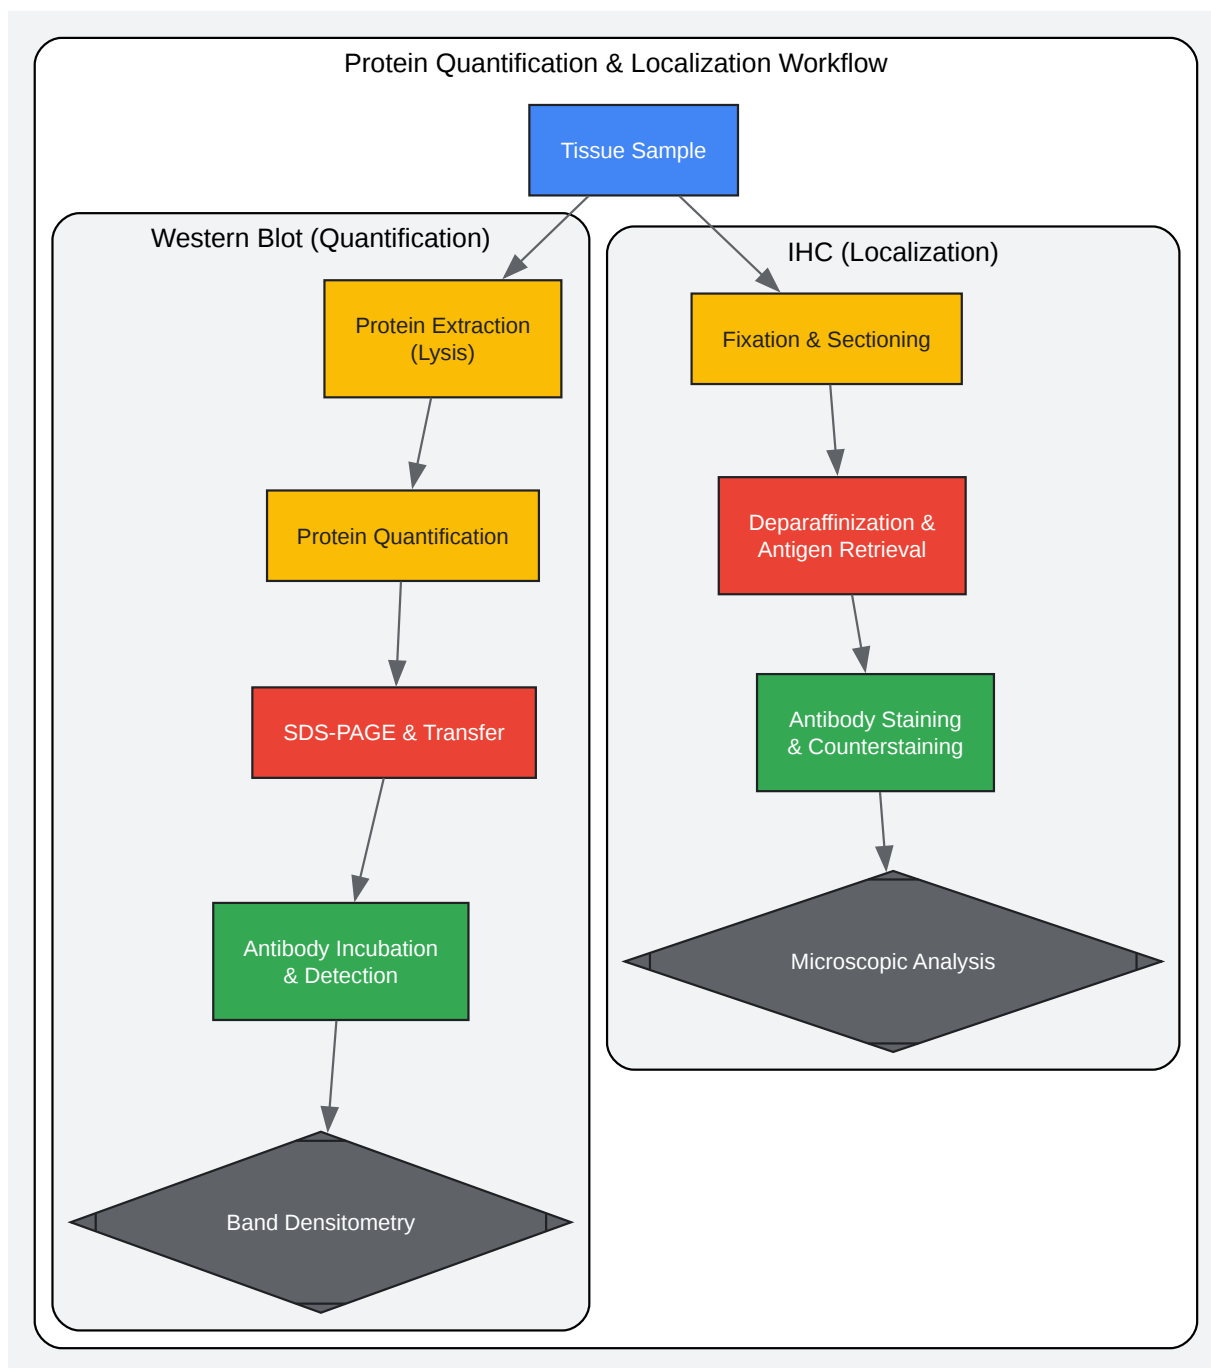 Protein Quantification & Localization Workflow
Tissue Sample
Western Blot (Quantification)
Protein Extraction
(Lysis)
Protein Quantification
SDS-PAGE & Transfer
Antibody Incubation
& Detection
Band Densitometry
IHC (Localization)
Fixation & Sectioning
Deparaffinization &
Antigen Retrieval
Antibody Staining
& Counterstaining
Microscopic Analysis